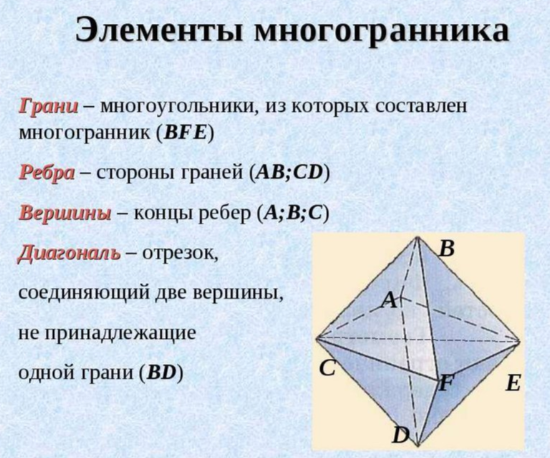 Элементы многогранника
Грани – многоугольники, из которых составлен
многогранник (BFE)
Ребра – стороны граней (AB;CD)
Вершины – концы ребер (A;B;C)
Диагональ – отрезок,
соединяющий две вершины,
не принадлежащие
одной грани (BD)
B
A
C
F
E
D